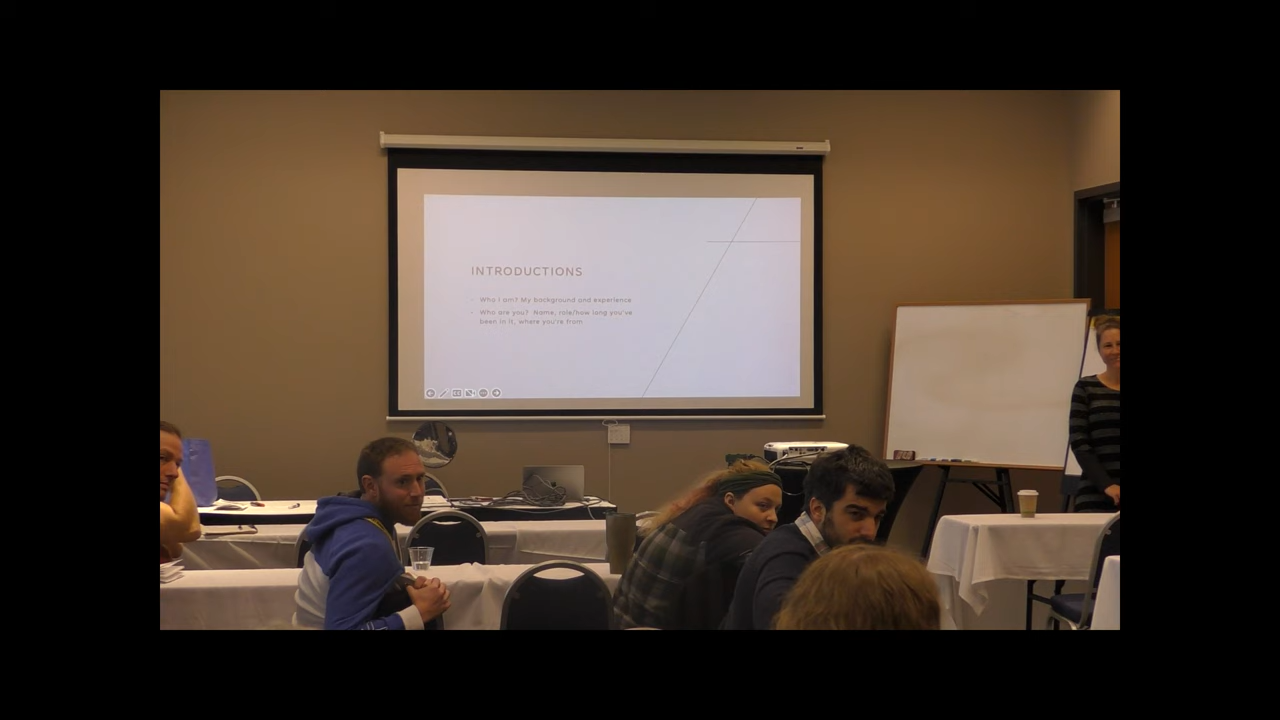 INTRODUCTIONS
- Who I am? My background and experience
- Who are you? Name, role/how long you've
been in it, where you're from